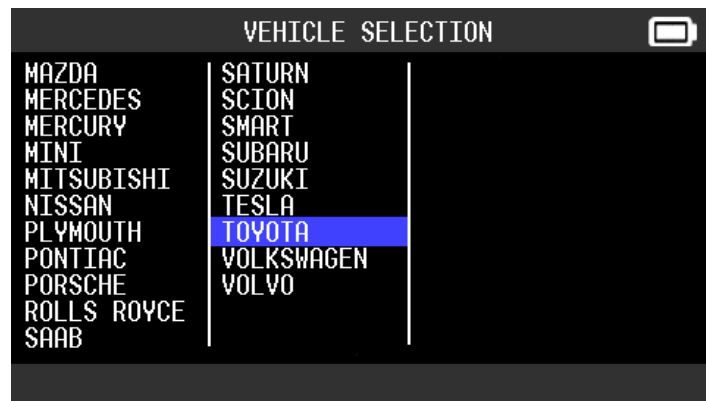 VEHICLE SELECTION
MAZDA
MERCEDES
MERCURY
MINI
MITSUBISHI
NISSAN
PLYMOUTH
PONTIAC
PORSCHE
ROLLS ROYCE
SAAB
SATURN
SCION
SMART
SUBARU
SUZUKI
TESLA
TOYOTA
VOLKSWAGEN
VOLVO